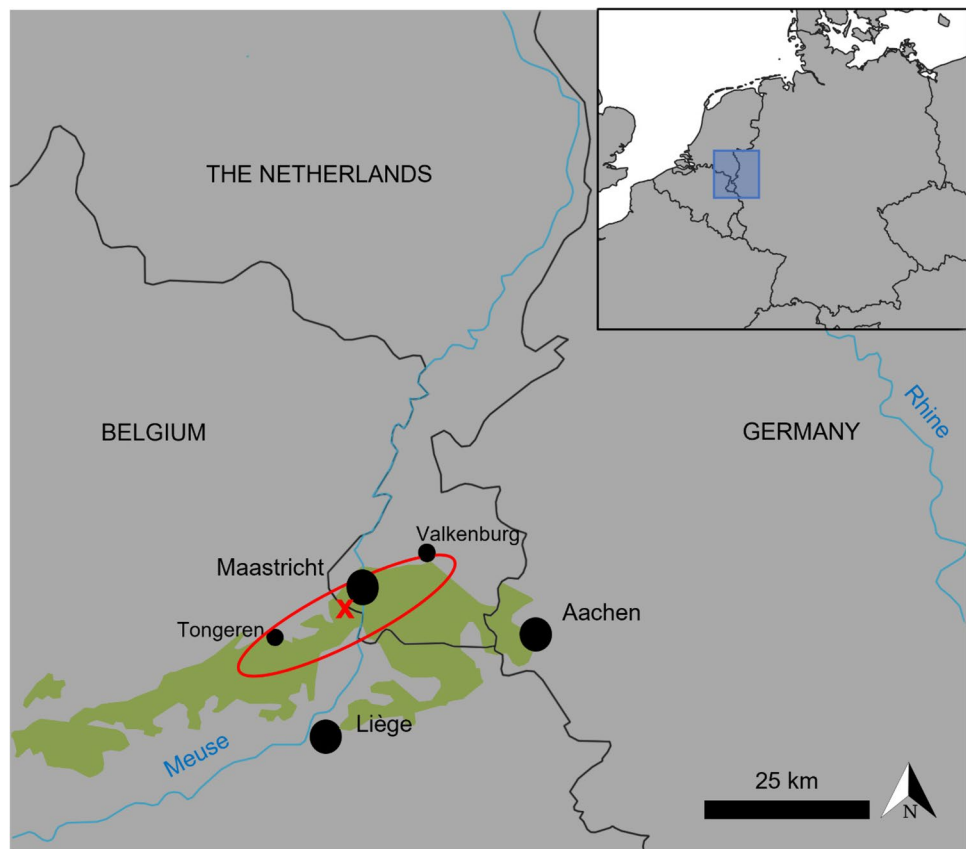 THE NETHERLANDS
Rhine
BELGIUM
GERMANY
Valkenburg
Maastricht
x
Aachen
Tongeren
Liège
Meuse
25 km
N